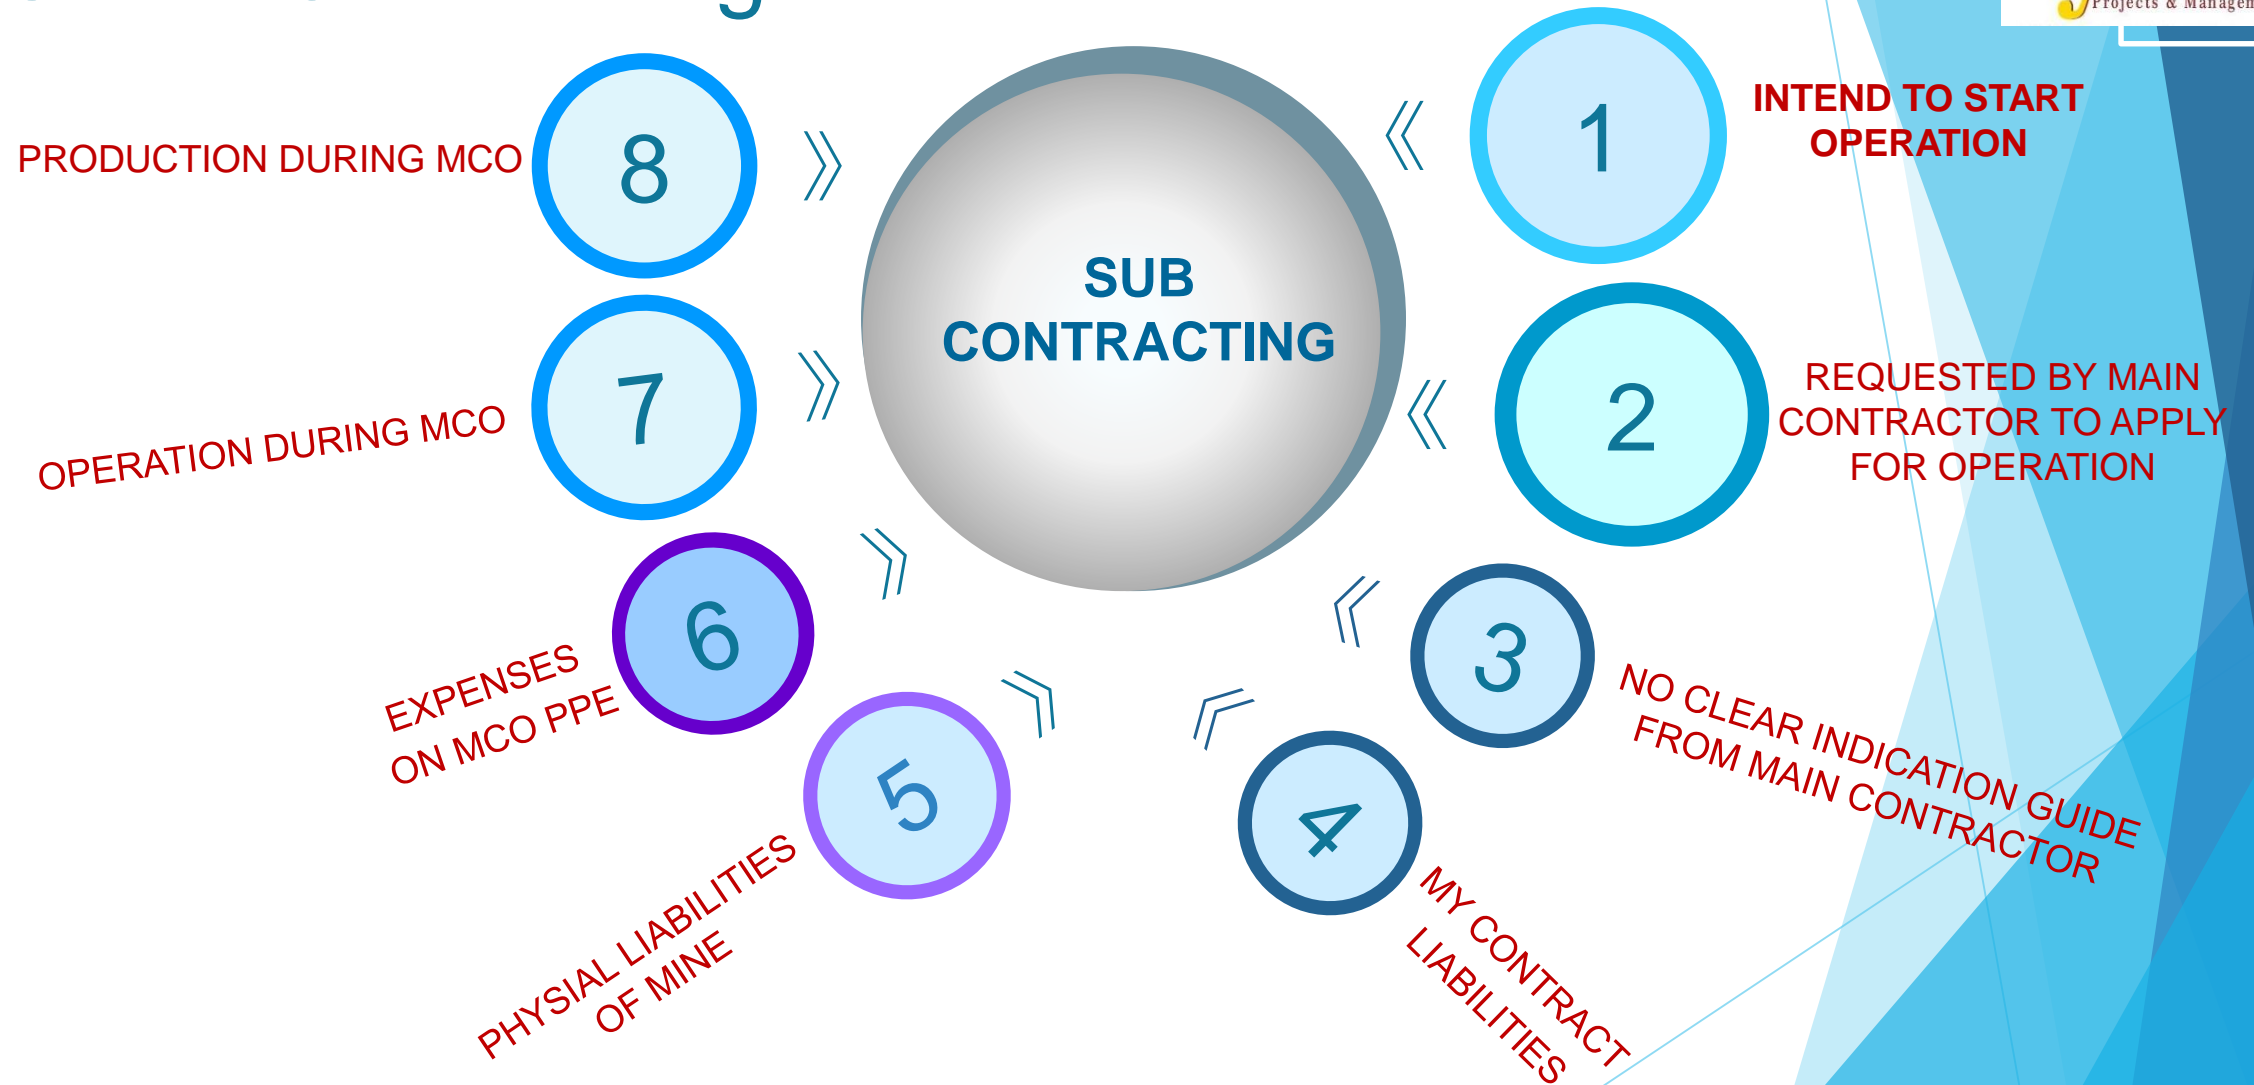 Projects & Managem
SUB
CONTRACTING
1
INTEND TO START
OPERATION
2
REQUESTED BY MAIN
CONTRACTOR TO APPLY
FOR OPERATION
3
NO CLEAR INDICATION GUIDE
FROM MAIN CONTRACTOR
4
MY CONTRACT
LIABILITIES
5
PHYSIAL LIABILITIES
OF MINE
6
EXPENSES
ON MCO PPE
7
OPERATION DURING MCO
8
PRODUCTION DURING MCO